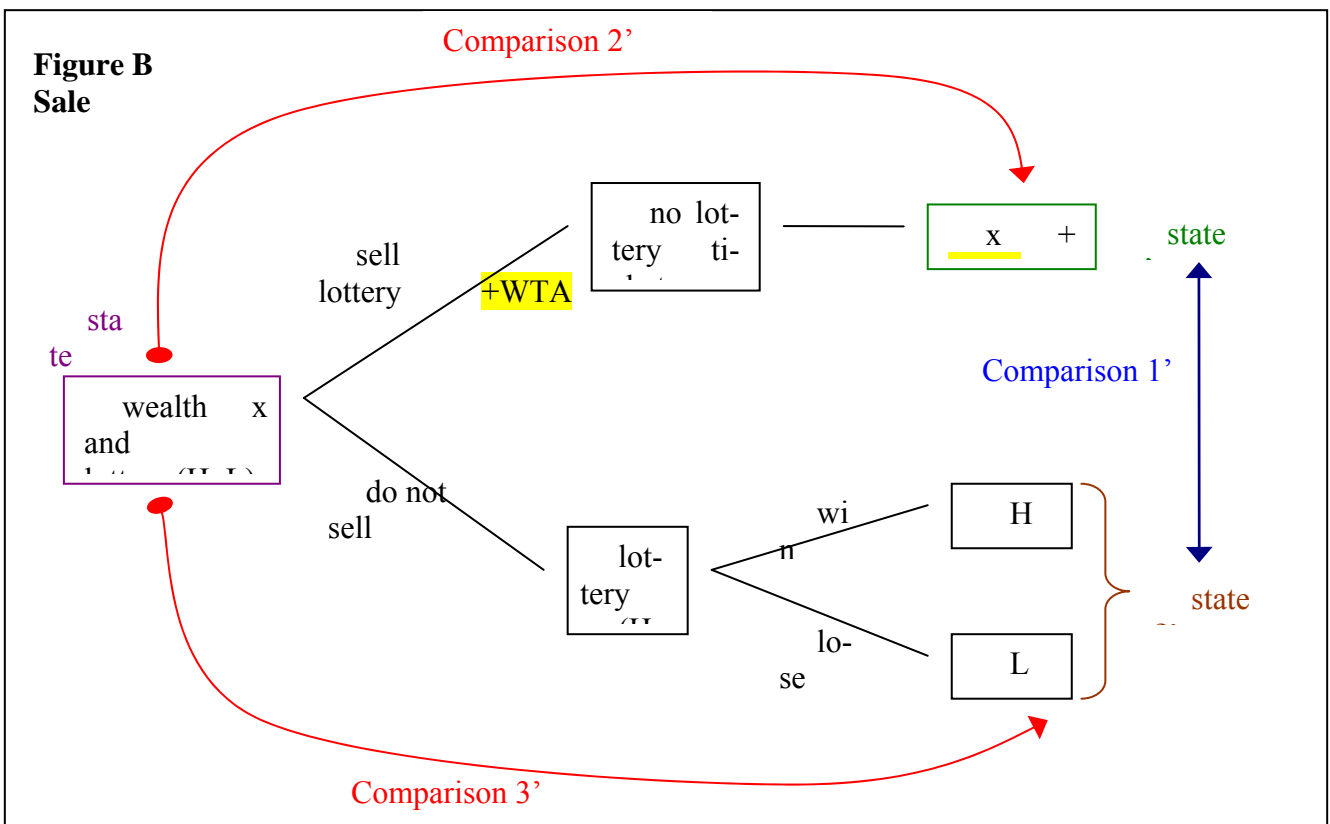 Figure B
Sale
Comparison 2’
sell
lottery
+WTA
no lot-
tery ti-
x +
state
sta
te
wealth x
and
Comparison 1’
do not
sell
lot-
tery
wi
n
H
state
lo-
se
L
Comparison 3’